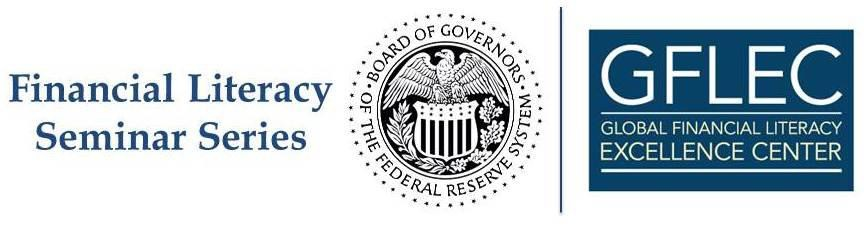 Financial Literacy
Seminar Series
BOARD OF GOVERNORS
OF THE FEDERAL RESERVE SYSTEM
GFLEC
GLOBAL FINANCIAL LITERACY
EXCELLENCE CENTER